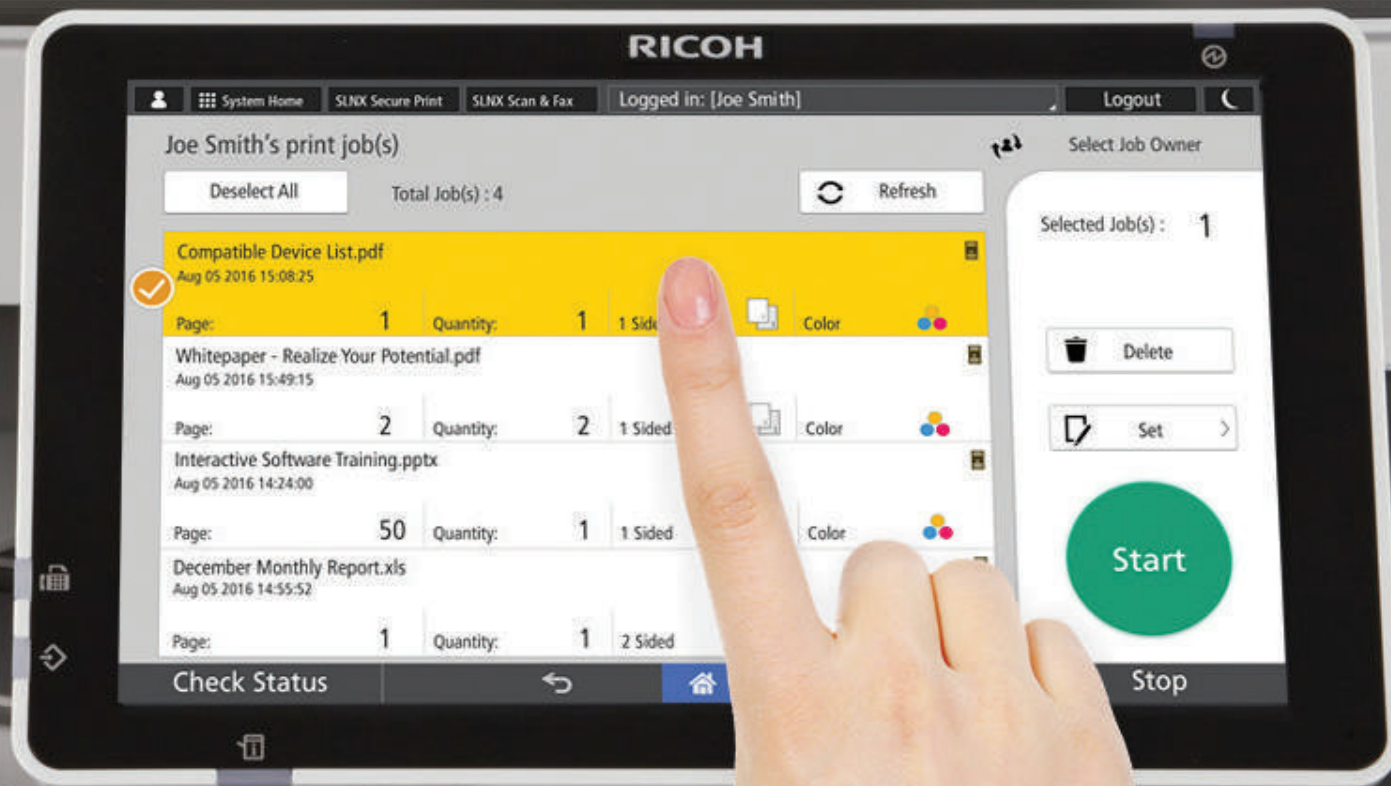 RICOH
System Home SLNX Secure Print SLNX Scan & Fax Logged in: [Joe Smith] Logout
Joe Smith's print job(s) Select Job Owner
Deselect All Total Job(s) : 4 Refresh
Selected Job(s) : 1
Compatible Device List.pdf
Aug 05 2016 15:08:25
Page: 1 Quantity: 1 1 Color
Whitepaper - Realize Your Potential.pdf
Aug 05 2016 15:49:15
Page: 2 Quantity: 2 1 Sided Color
Delete
Set
Interactive Software Training.pptx
Aug 05 2016 14:24:00
Page: 50 Quantity: 1 1 Sided Color
December Monthly Report.xls
Aug 05 2016 14:55:52
Page: 1 Quantity: 1 2 Sided
Start
Check Status Stop